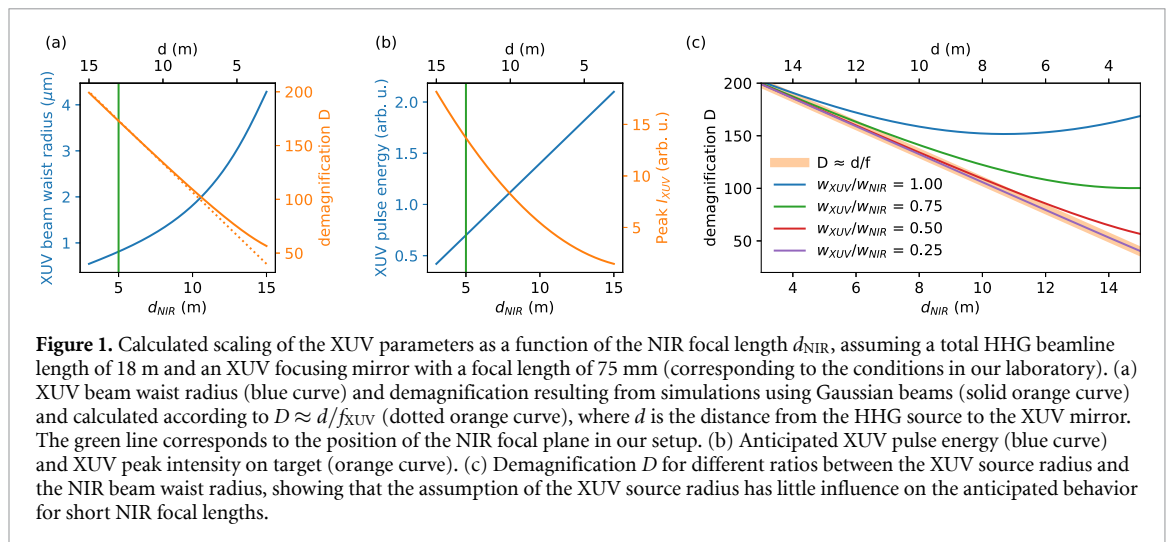 (a)
d (m)
15 10 5
XUV beam waist radius (μm)
4
3
2
1
200
150
100
50
demagnification D
5 10 15
d_NIR (m)
(b)
d (m)
15 10 5
XUV pulse energy (arb. u.)
2.0
1.5
1.0
0.5
15
10
5
Peak I_XUV (arb. u.)
5 10 15
d_NIR (m)
(c)
d (m)
14 12 10 8 6 4
demagnification D
200
150
100
50
D ≈ d/f
w_XUV/w_NIR = 1.00
w_XUV/w_NIR = 0.75
w_XUV/w_NIR = 0.50
w_XUV/w_NIR = 0.25
4 6 8 10 12 14
d_NIR (m)
Figure 1. Calculated scaling of the XUV parameters as a function of the NIR focal length d_NIR, assuming a total HHG beamline
length of 18 m and an XUV focusing mirror with a focal length of 75 mm (corresponding to the conditions in our laboratory). (a)
XUV beam waist radius (blue curve) and demagnification resulting from simulations using Gaussian beams (solid orange curve)
and calculated according to D ≈ d/f_XUV (dotted orange curve), where d is the distance from the HHG source to the XUV mirror.
The green line corresponds to the position of the NIR focal plane in our setup. (b) Anticipated XUV pulse energy (blue curve)
and XUV peak intensity on target (orange curve). (c) Demagnification D for different ratios between the XUV source radius and
the NIR beam waist radius, showing that the assumption of the XUV source radius has little influence on the anticipated behavior
for short NIR focal lengths.